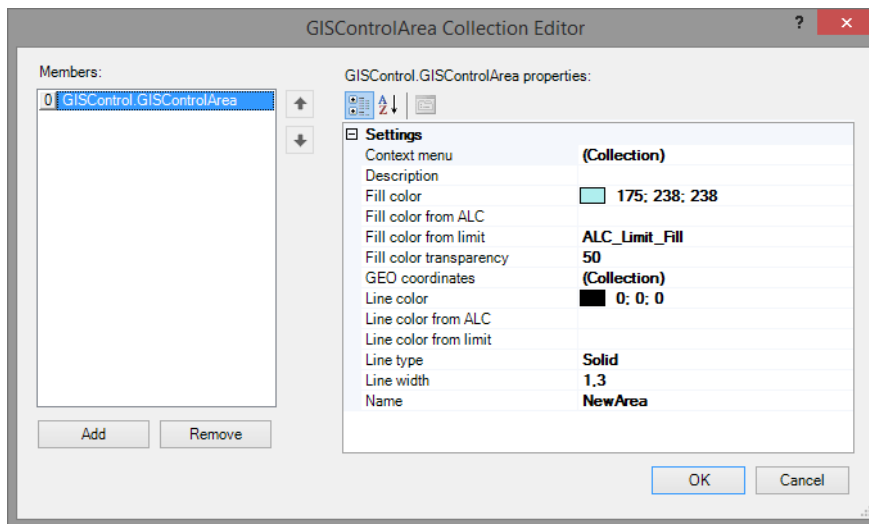 GISControlArea Collection Editor
?
Members:
0 GISControl.GISControlArea
Add
Remove
GISControl.GISControlArea properties:
Settings
Context menu (Collection)
Description
Fill color 175; 238; 238
Fill color from ALC
Fill color from limit ALC_Limit_Fill
Fill color transparency 50
GEO coordinates (Collection)
Line color 0; 0; 0
Line color from ALC
Line color from limit
Line type Solid
Line width 1,3
Name NewArea
OK
Cancel